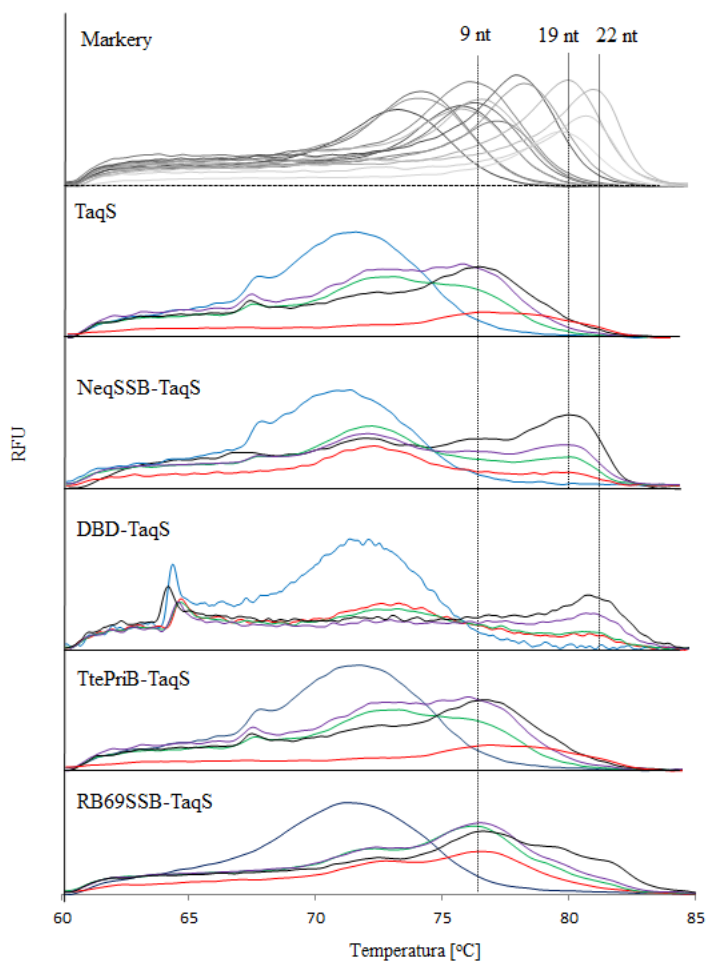 Markery
9 nt
19 nt
22 nt
TaqS
NeqSSB-TaqS
DBD-TaqS
TtePriB-TaqS
RB69SSB-TaqS
RFU
60
65
70
75
80
85
Temperatura [°C]